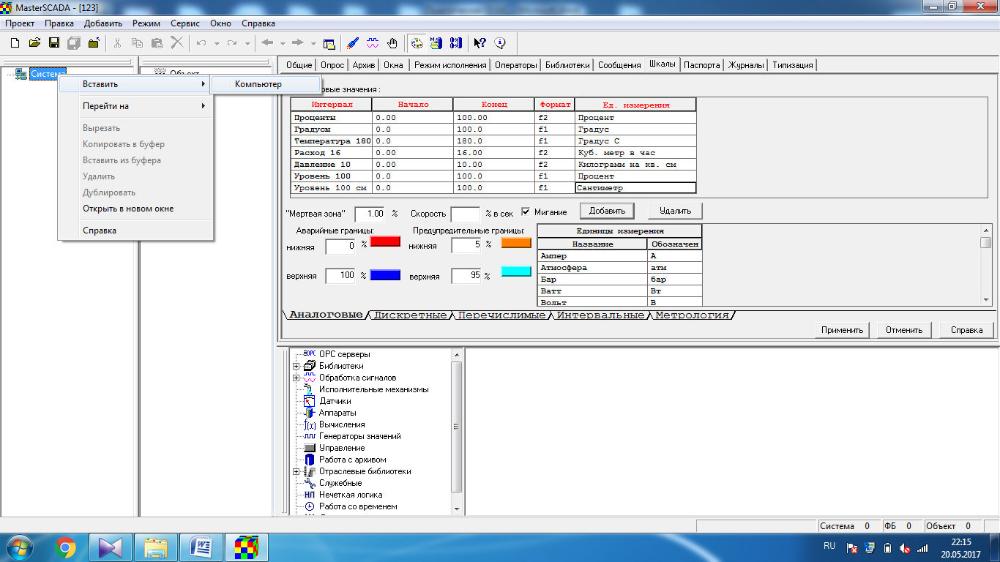 MasterSCADA - [123]
Проект Правка Добавить Режим Сервис Окно Справка
Система
Объект
Вставить
Компьютер
Перейти на
Вырезать
Копировать в буфер
Вставить из буфера
Удалить
Дублировать
Открыть в новом окне
Справка
Общие Опрос Архив Окна Режим исполнения Операторы Библиотеки Сообщения Шкалы Паспорта Журналы Типизация
значения :
Интервал Начало Конец Формат Ед. измерения
Проценты 0.00 100.00 f2 Процент
Градусы 0.0 100.0 f1 Градус
Температура 180 0.0 180.0 f1 Градус С
Расход 16 0.00 16.00 f2 Куб. метр в час
Давление 10 0.00 10.00 f2 Килограмм на кв. см
Уровень 100 0.0 100.0 f1 Процент
Уровень 100 см 0.0 100.0 f1 Сантиметр
"Мертвая зона" 1.00 % Скорость % в сек Мигание Добавить Удалить
Аварийные границы: Предупредительные границы:
нижняя 0 % нижняя 5 %
верхняя 100 % верхняя 95 %
Единицы измерения
Название Обозначен
Ампер А
Атмосфера атм
Бар бар
Ватт Вт
Вольт В
Аналоговые Дискретные Перечислимые Интервальные Метрология
Применить Отменить Справка
OPC OPC серверы
Библиотеки
Обработка сигналов
Исполнительные механизмы
Датчики
Аппараты
f(x) Вычисления
Генераторы значений
Управление
Работа с архивом
Отраслевые библиотеки
Служебные
НЛ Нечеткая логика
Работа со временем
Система 0 ФБ 0 Объект 0
RU
22:15
20.05.2017